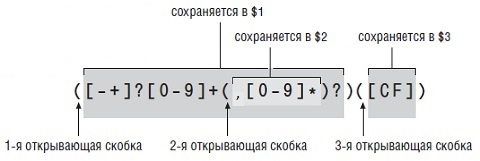 сохраняется в $1
сохраняется в $2
сохраняется в $3
([-+]?[0-9]+(,[0-9]*)?)([CF])
1-я открывающая скобка
2-я открывающая скобка
3-я открывающая скобка